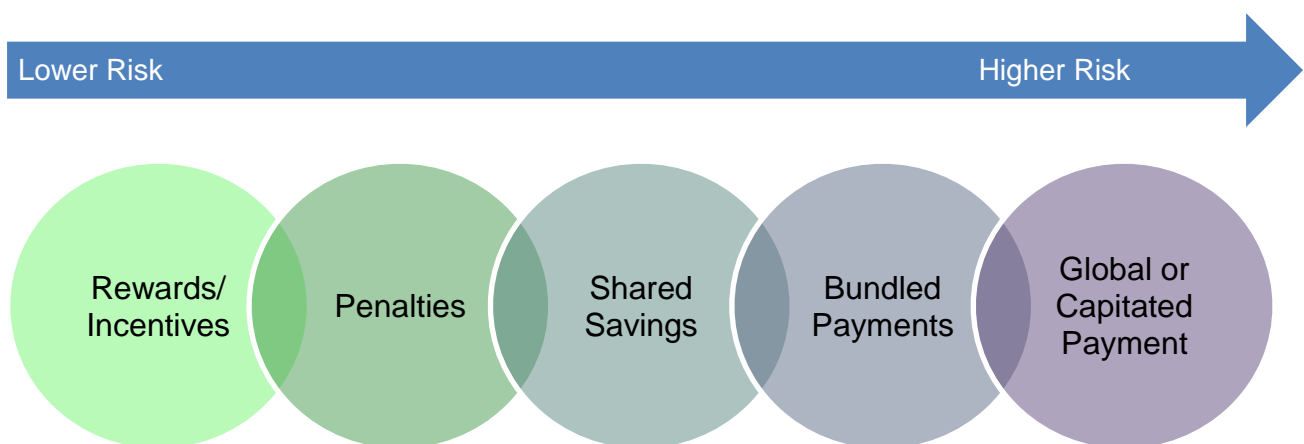 Lower Risk
Higher Risk
Rewards/
Incentives
Penalties
Shared
Savings
Bundled
Payments
Global or
Capitated
Payment